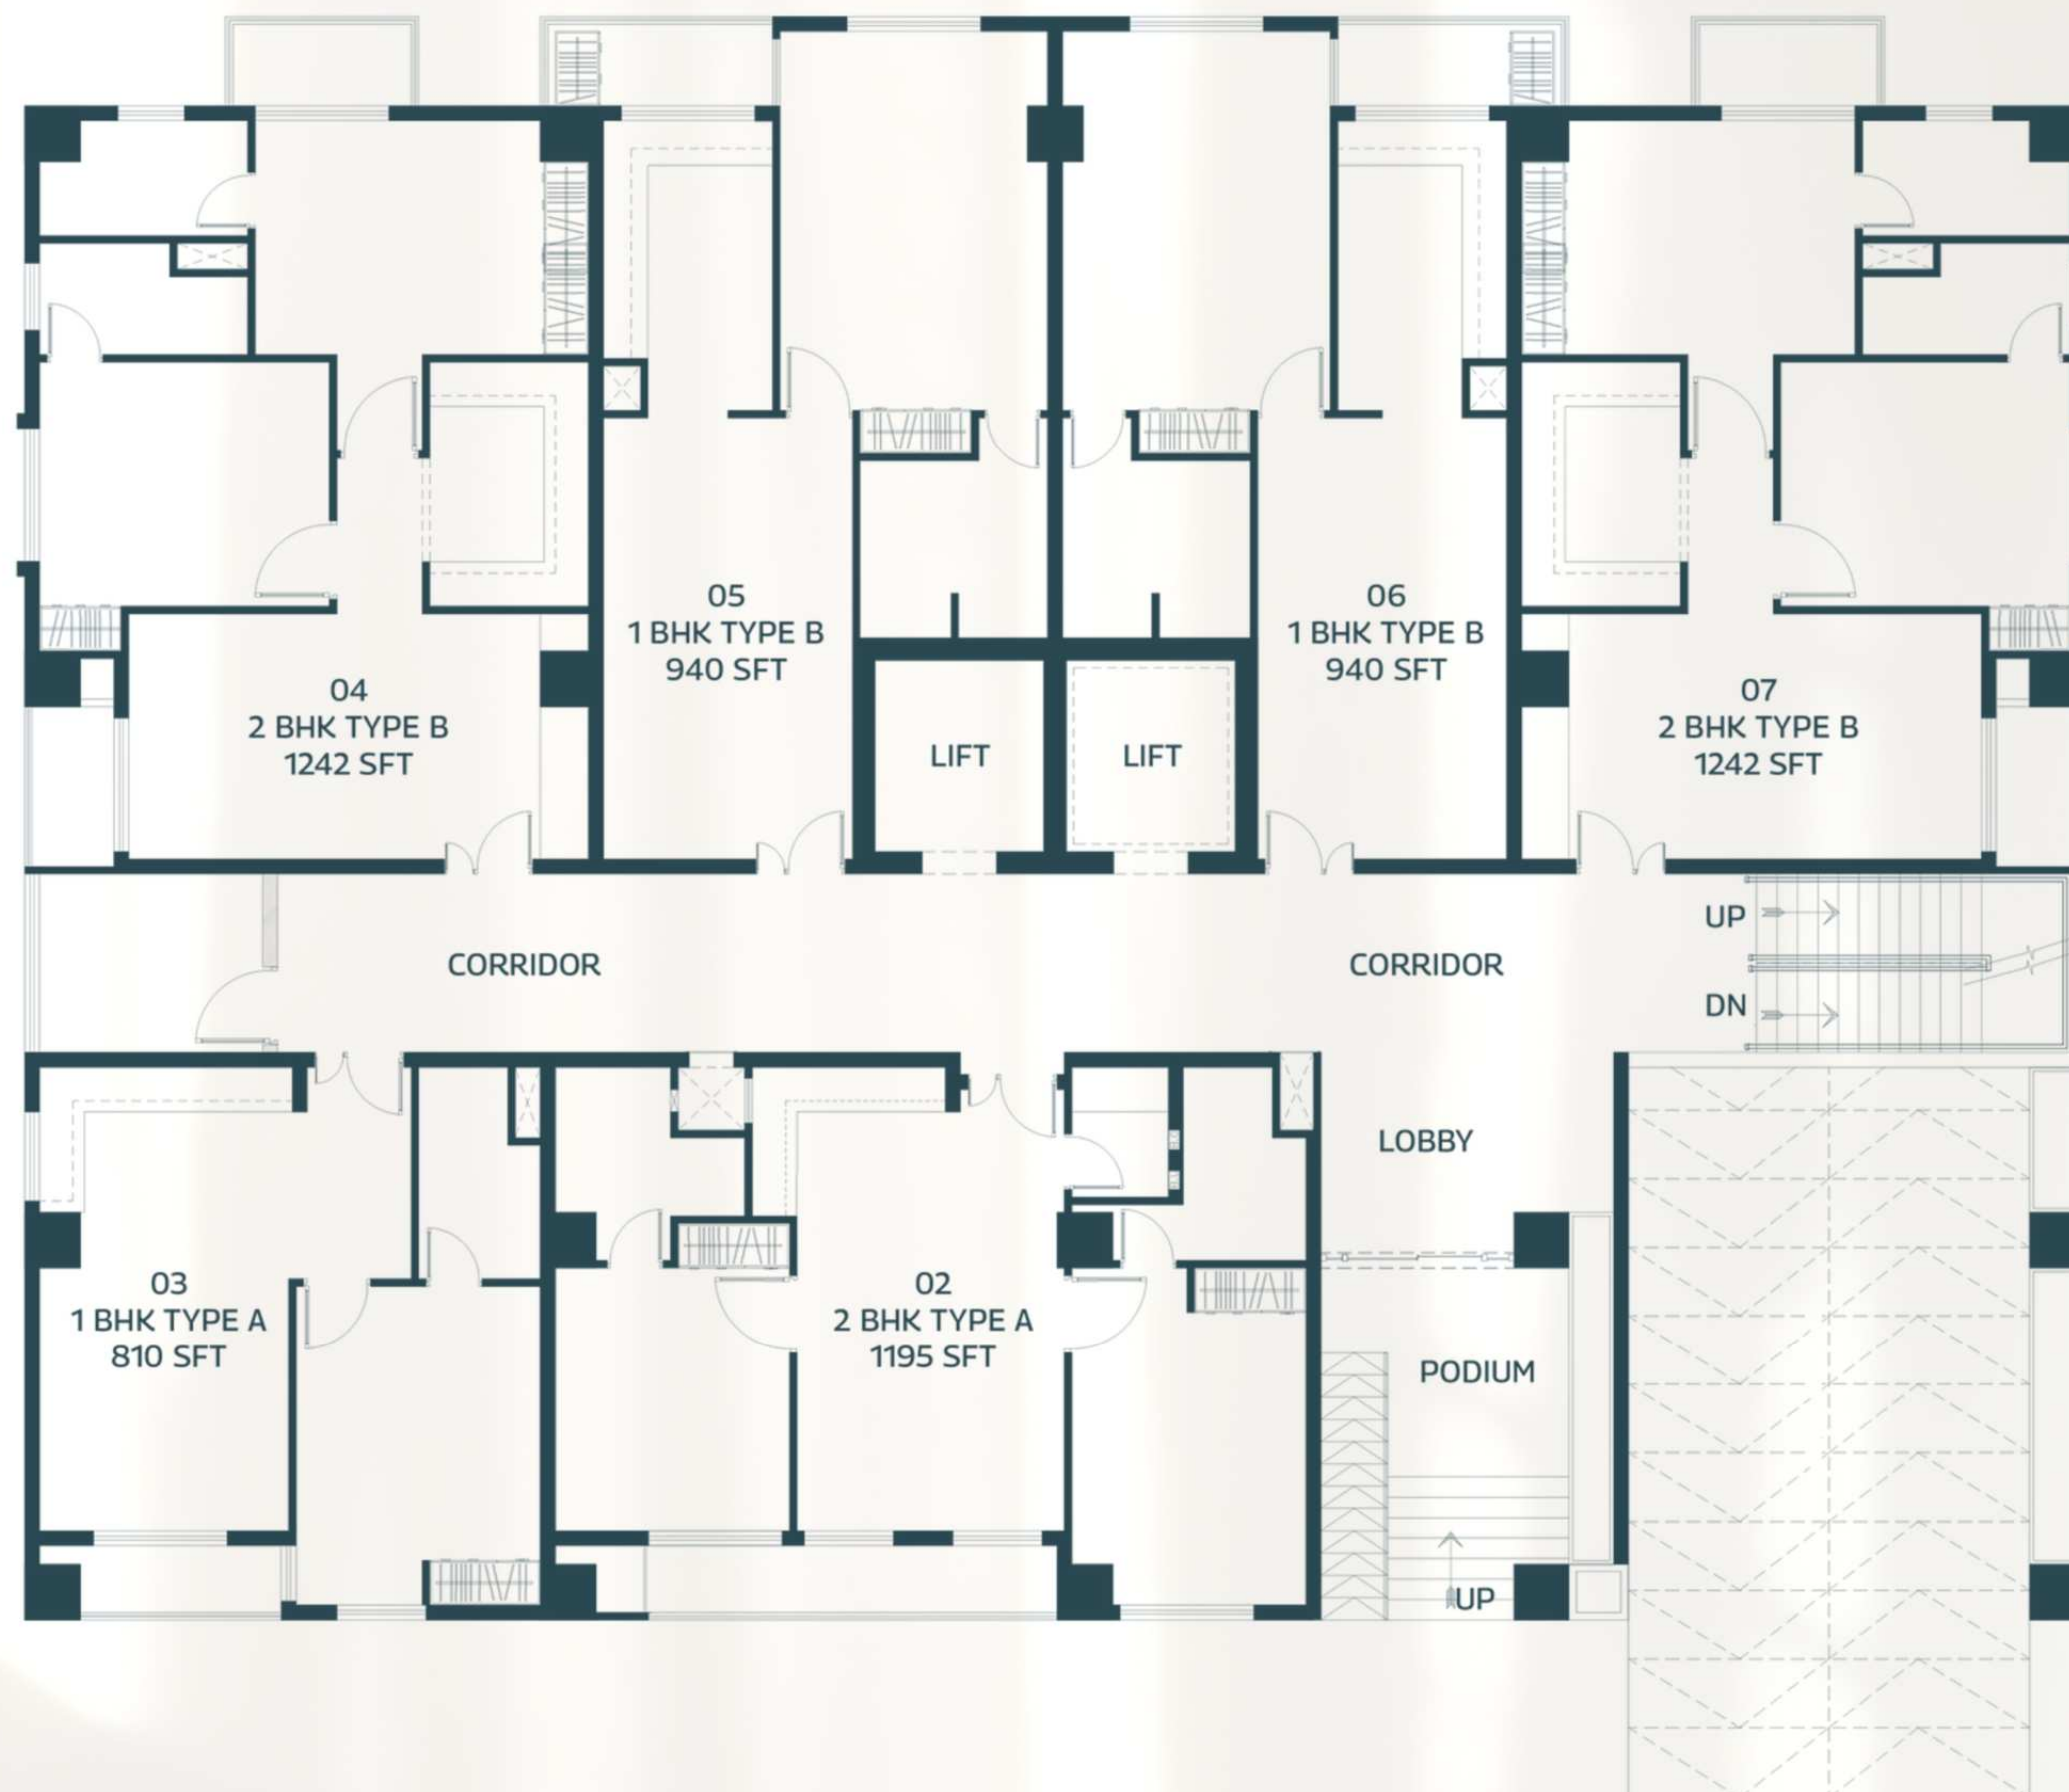 05
1 BHK TYPE B
940 SFT
06
1 BHK TYPE B
940 SFT
04
2 BHK TYPE B
1242 SFT
LIFT
LIFT
07
2 BHK TYPE B
1242 SFT
UP
CORRIDOR
CORRIDOR
DN
LOBBY
03
1 BHK TYPE A
810 SFT
02
2 BHK TYPE A
1195 SFT
PODIUM
UP